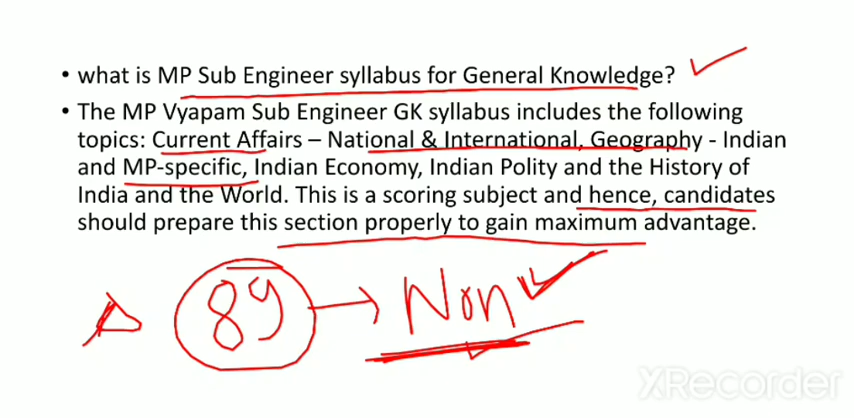 • what is MP Sub Engineer syllabus for General Knowledge?
• The MP Vyapam Sub Engineer GK syllabus includes the following
topics: Current Affairs – National & International, Geography - Indian
and MP-specific, Indian Economy, Indian Polity and the History of
India and the World. This is a scoring subject and hence, candidates
should prepare this section properly to gain maximum advantage.
89 → Non
XRecorder